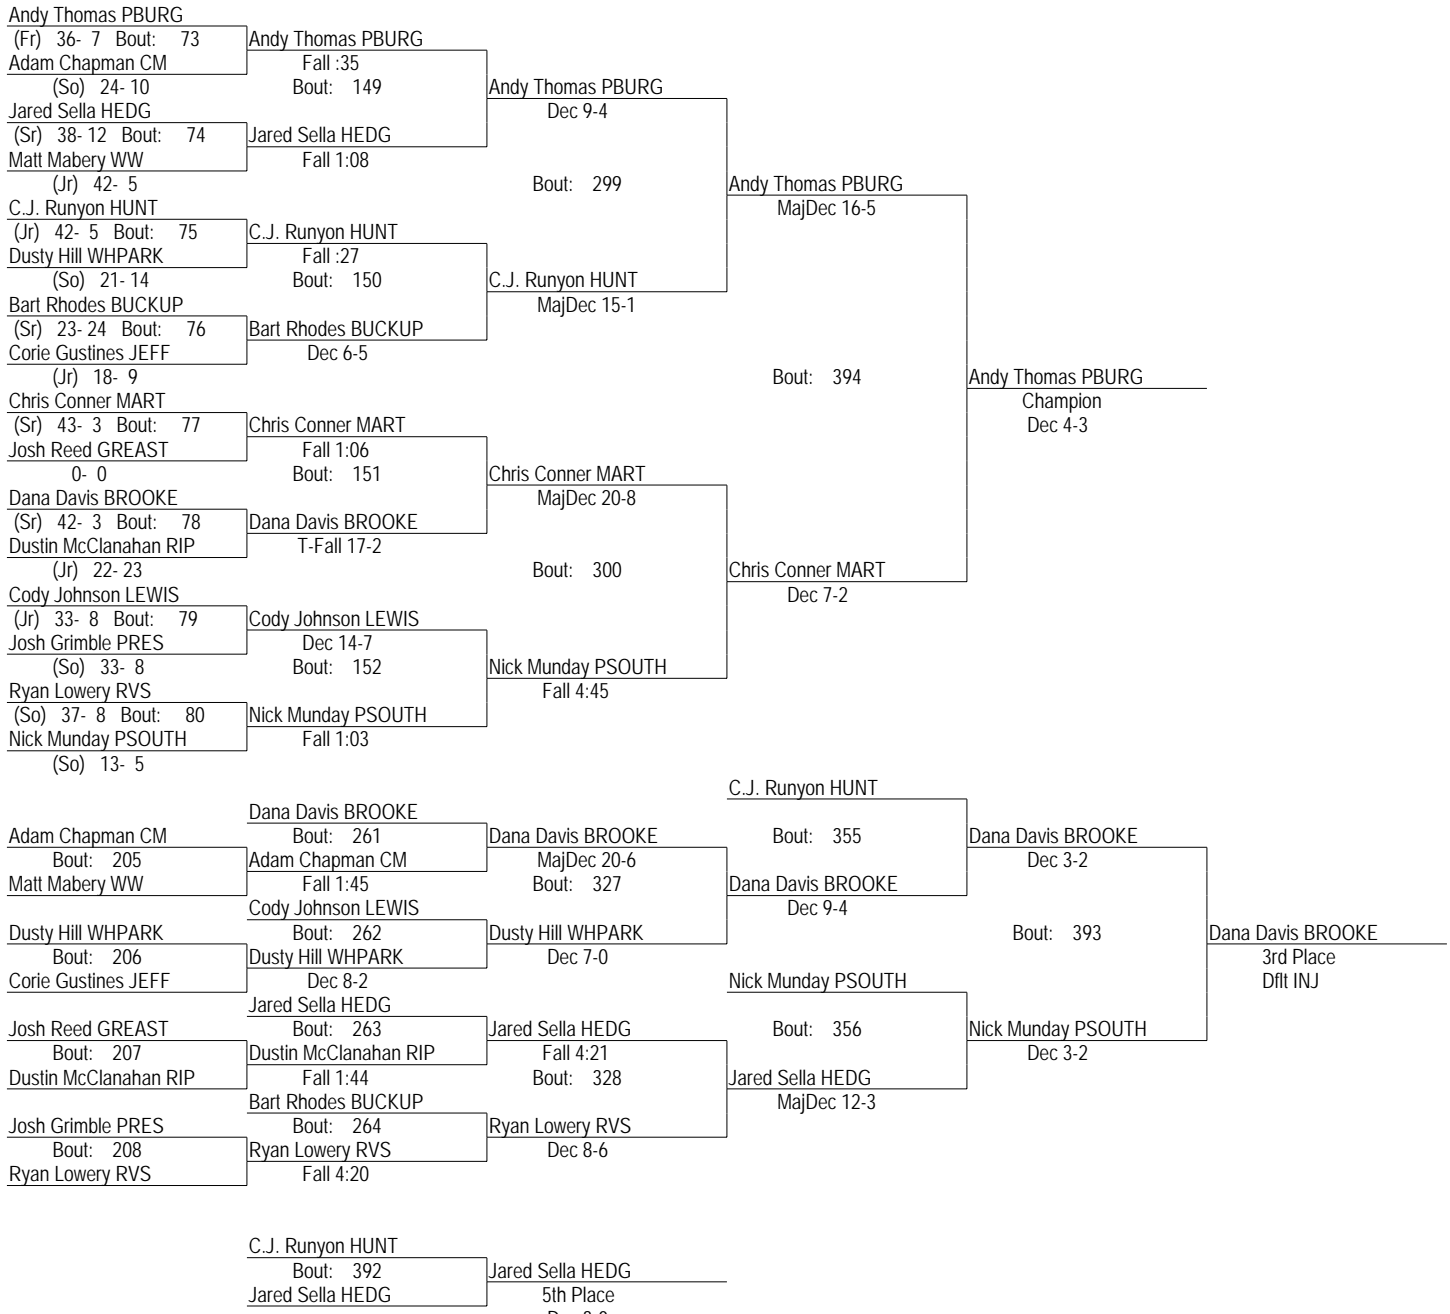 Andy Thomas PBURG
(Fr) 36- 7 Bout: 73
Adam Chapman CM
(So) 24- 10
Jared Sella HEDG
(Sr) 38- 12 Bout: 74
Matt Mabery WW
(Jr) 42- 5
C.J. Runyon HUNT
(Jr) 42- 5 Bout: 75
Dusty Hill WHPARK
(So) 21- 14
Bart Rhodes BUCKUP
(Sr) 23- 24 Bout: 76
Corie Gustines JEFF
(Jr) 18- 9
Chris Conner MART
(Sr) 43- 3 Bout: 77
Josh Reed GREAST
0- 0
Dana Davis BROOKE
(Sr) 42- 3 Bout: 78
Dustin McClanahan RIP
(Jr) 22- 23
Cody Johnson LEWIS
(Jr) 33- 8 Bout: 79
Josh Grimble PRES
(So) 33- 8
Ryan Lowery RVS
(So) 37- 8 Bout: 80
Nick Munday PSOUTH
(So) 13- 5
Andy Thomas PBURG
Fall :35
Bout: 149
Jared Sella HEDG
Fall 1:08
C.J. Runyon HUNT
Fall :27
Bout: 150
Bart Rhodes BUCKUP
Dec 6-5
Chris Conner MART
Fall 1:06
Bout: 151
Dana Davis BROOKE
T-Fall 17-2
Cody Johnson LEWIS
Dec 14-7
Bout: 152
Nick Munday PSOUTH
Fall 1:03
Andy Thomas PBURG
Dec 9-4
Bout: 299
C.J. Runyon HUNT
MajDec 15-1
Chris Conner MART
MajDec 20-8
Bout: 300
Nick Munday PSOUTH
Fall 4:45
Andy Thomas PBURG
MajDec 16-5
Bout: 394
Chris Conner MART
Dec 7-2
Andy Thomas PBURG
Champion
Dec 4-3
Adam Chapman CM
Bout: 205
Matt Mabery WW
Dusty Hill WHPARK
Bout: 206
Corie Gustines JEFF
Josh Reed GREAST
Bout: 207
Dustin McClanahan RIP
Josh Grimble PRES
Bout: 208
Ryan Lowery RVS
Dana Davis BROOKE
Bout: 261
Adam Chapman CM
Fall 1:45
Cody Johnson LEWIS
Bout: 262
Dusty Hill WHPARK
Dec 8-2
Jared Sella HEDG
Bout: 263
Dustin McClanahan RIP
Fall 1:44
Bart Rhodes BUCKUP
Bout: 264
Ryan Lowery RVS
Fall 4:20
Dana Davis BROOKE
MajDec 20-6
Bout: 327
Dusty Hill WHPARK
Dec 7-0
Jared Sella HEDG
Fall 4:21
Bout: 328
Ryan Lowery RVS
Dec 8-6
C.J. Runyon HUNT
Bout: 355
Dana Davis BROOKE
Dec 9-4
Nick Munday PSOUTH
Bout: 356
Jared Sella HEDG
MajDec 12-3
Dana Davis BROOKE
Dec 3-2
Bout: 393
Nick Munday PSOUTH
Dec 3-2
Dana Davis BROOKE
3rd Place
Dflt INJ
C.J. Runyon HUNT
Bout: 392
Jared Sella HEDG
Jared Sella HEDG
5th Place